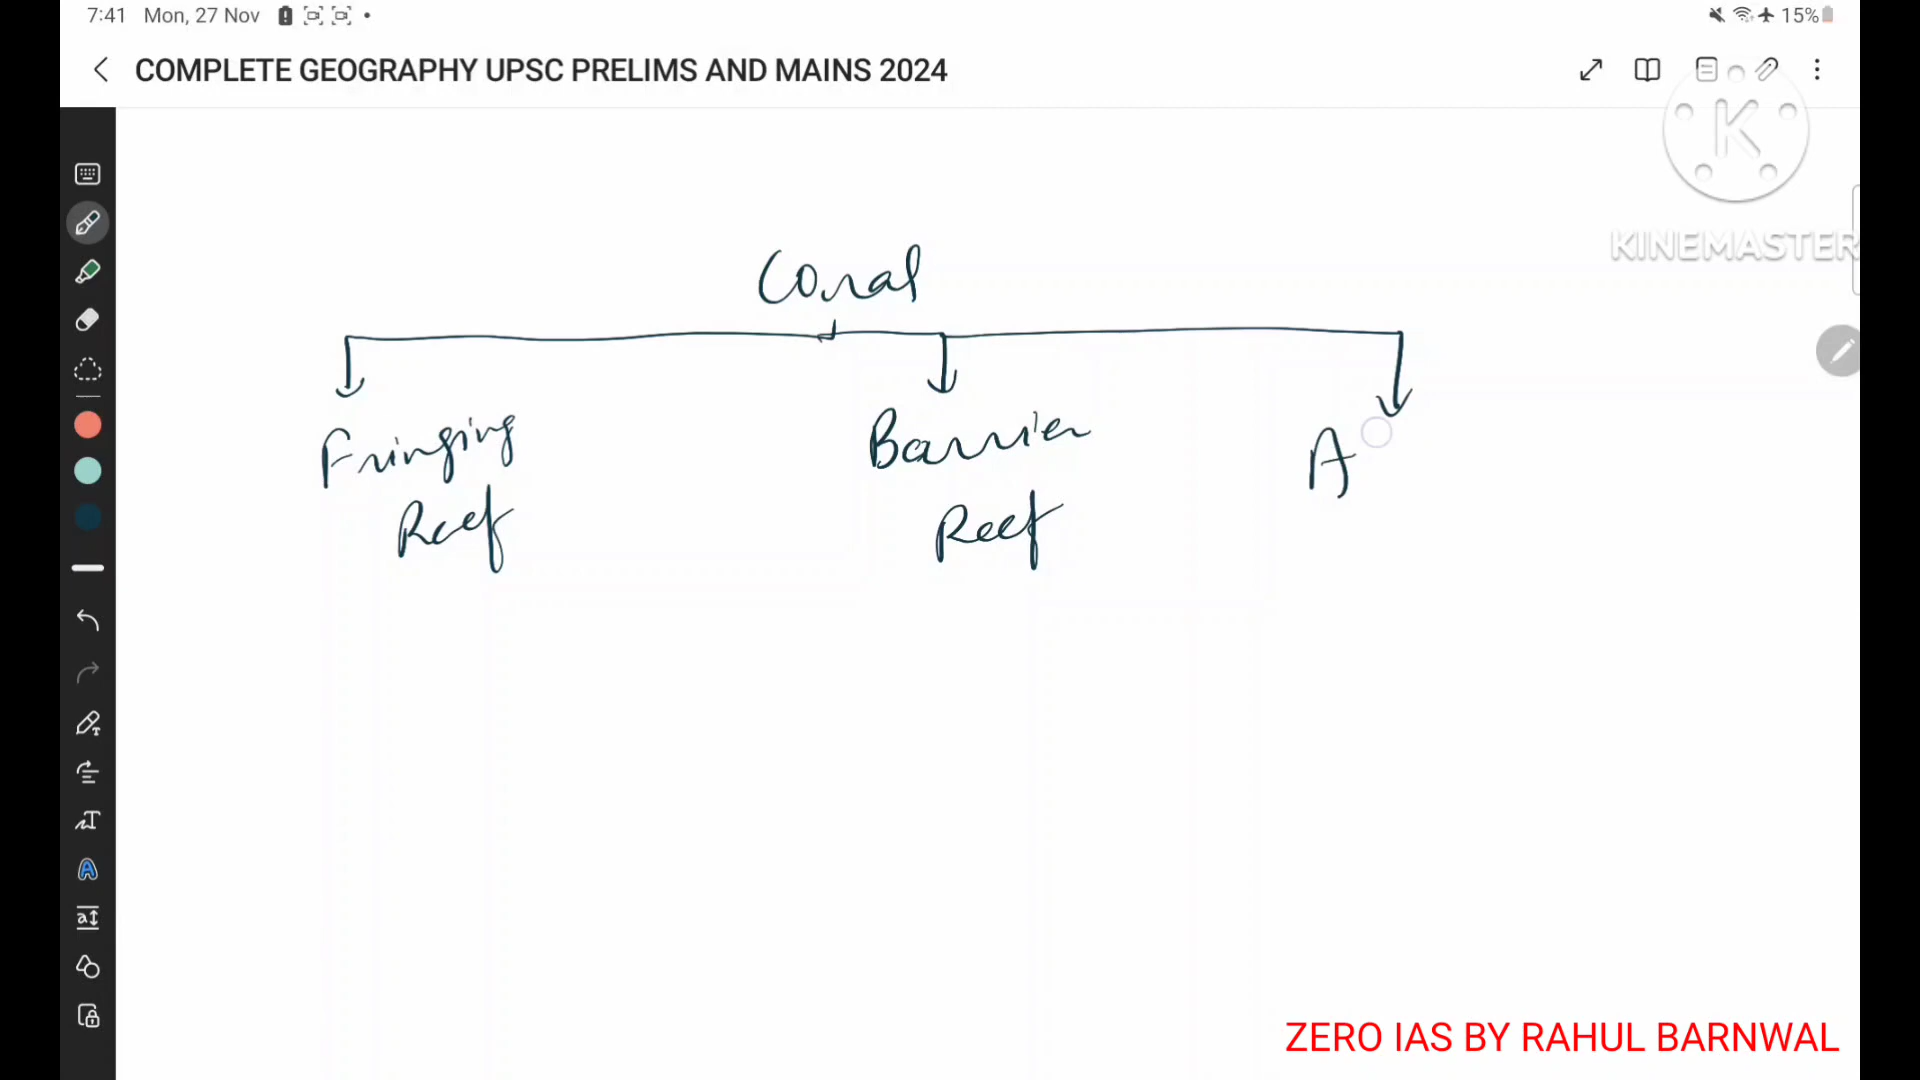 7:41 Mon, 27 Nov 15%
COMPLETE GEOGRAPHY UPSC PRELIMS AND MAINS 2024
K
KINEMASTER
Coral
Fringing Barrier A
Reef Reef
ZERO IAS BY RAHUL BARNWAL